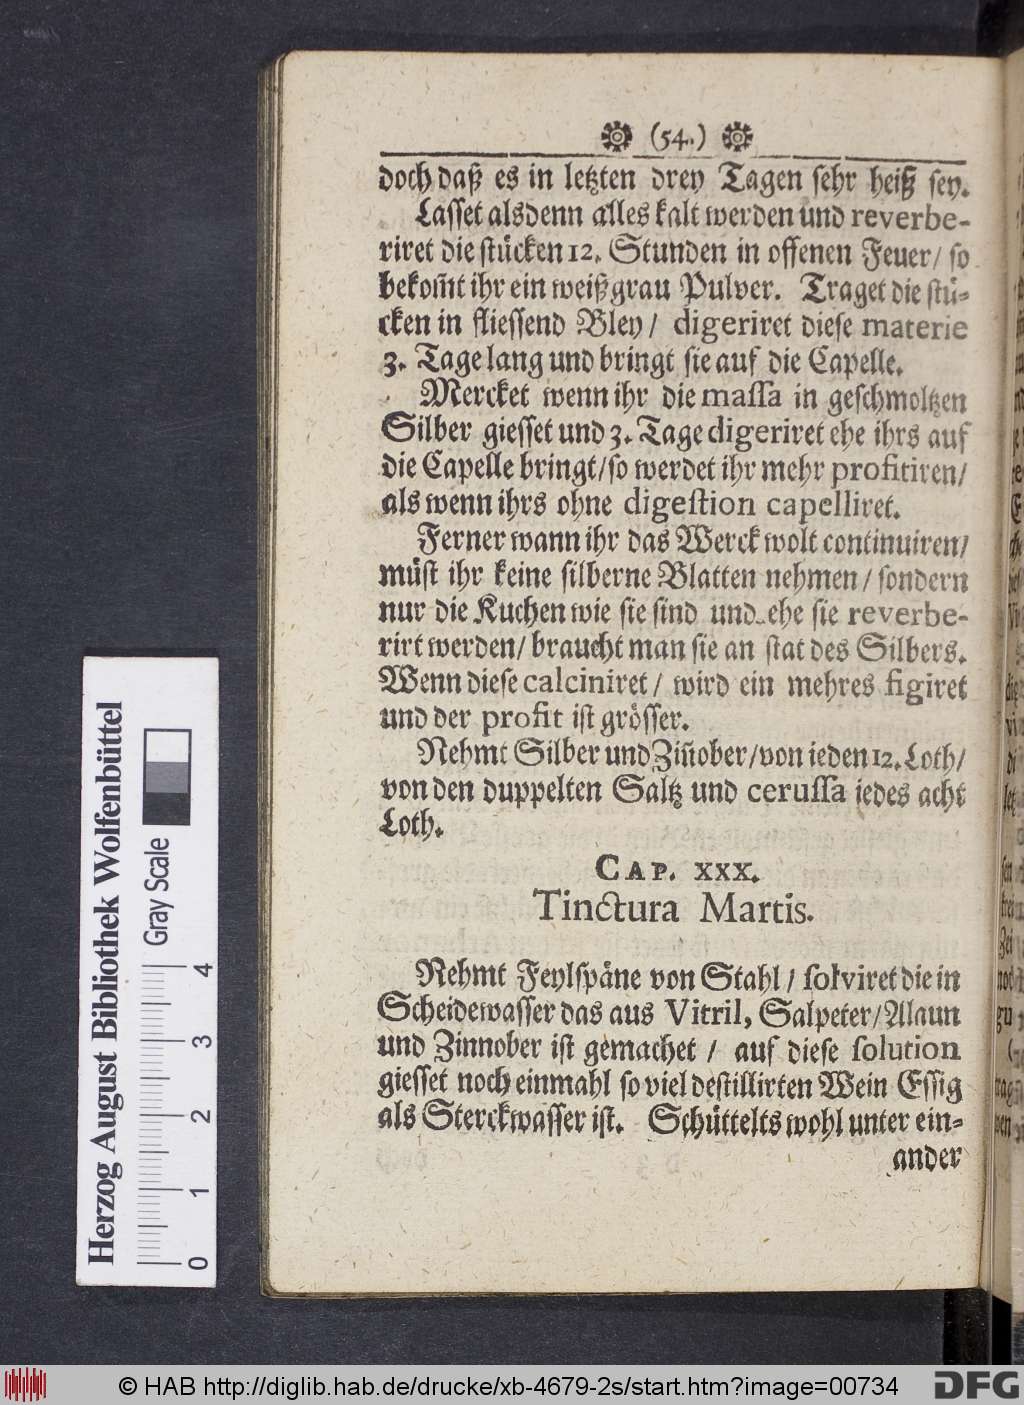 (54.)
doch daß es in letzten drey Tagen sehr heiß sey.
Lasset alsdenn alles kalt werden und reverbe-
riret die stücken 12. Stunden in offenen Feuer/ so
bekom̃t ihr ein weißgrau Pulver. Traget die stü-
cken in fliessend Bley/ digeriret diese materie
3. Tage lang und bringt sie auf die Capelle.
Mercket wenn ihr die massa in geschmoltzen
Silber giesset und 3. Tage digeriret ehe ihrs auf
die Capelle bringt/so werdet ihr mehr profitiren/
als wenn ihrs ohne digestion capelliret.
Ferner wann ihr das Werck wolt continuiren/
müst ihr keine silberne Blatten nehmen/ sondern
nur die Kuchen wie sie sind und ehe sie reverbe-
rirt werden/ braucht man sie an stat des Silbers.
Wenn diese calciniret/ wird ein mehres figiret
und der profit ist grösser.
Nehmt Silber und Zin̄ober/von jeden 12. Loth/
von den duppelten Saltz und cerussa jedes acht
Loth.
CAP. XXX.
Tinctura Martis.
Nehmt Feylspäne von Stahl/ solviret die in
Scheidewasser das aus Vitril, Salpeter/Alaun
und Zinnober ist gemachet/ auf diese solution
giesset noch einmahl so viel destillirten Wein Essig
als Sterckwasser ist. Schüttelts wohl unter ein-
ander
Herzog August Bibliothek Wolfenbüttel
Gray Scale
0 1 2 3 4
© HAB http://diglib.hab.de/drucke/xb-4679-2s/start.htm?image=00734
DFG